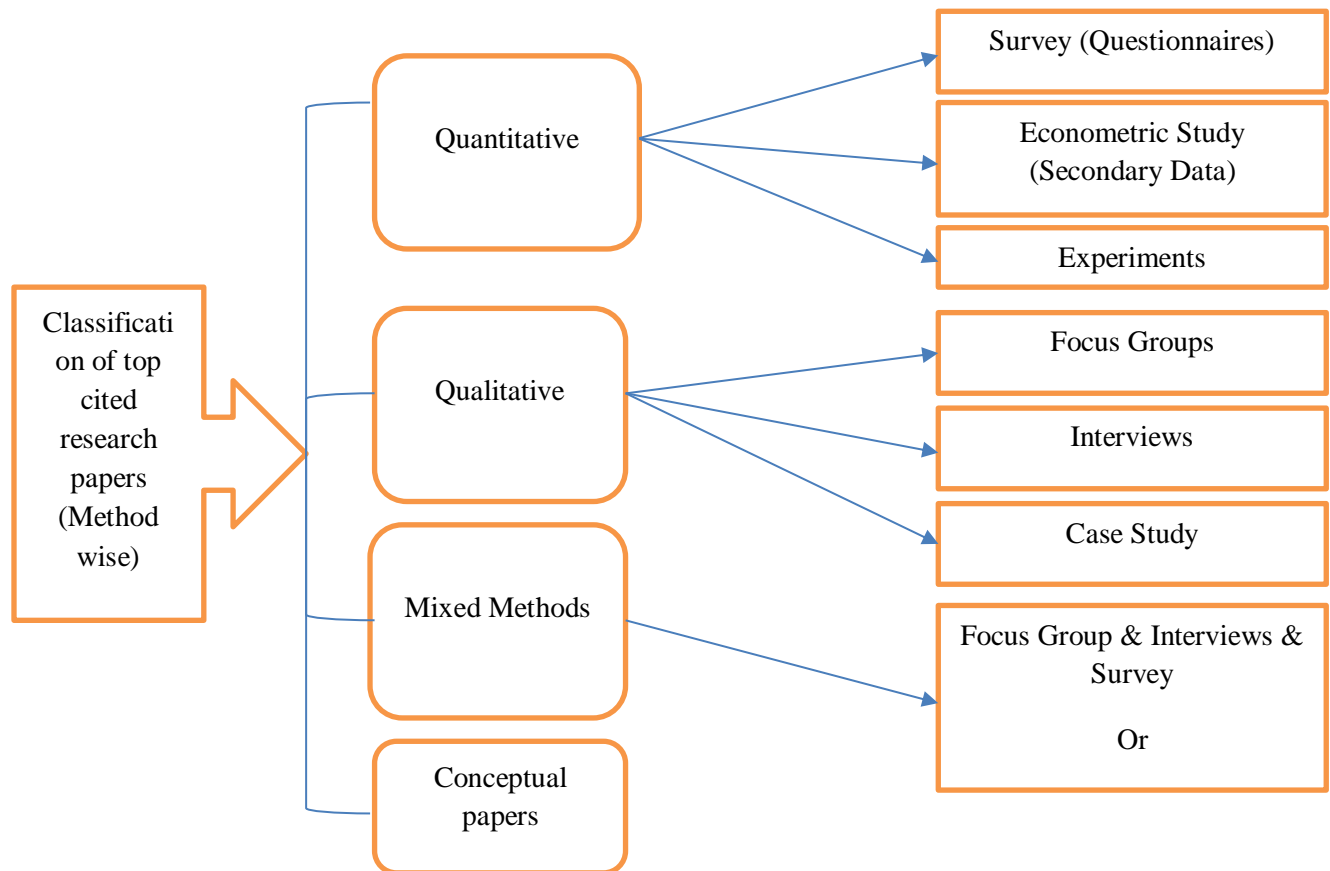 Classificati
on of top
cited
research
papers
(Method
wise)
Quantitative
Survey (Questionnaires)
Econometric Study
(Secondary Data)
Experiments
Qualitative
Focus Groups
Interviews
Case Study
Mixed Methods
Focus Group & Interviews &
Survey
Or
Conceptual
papers